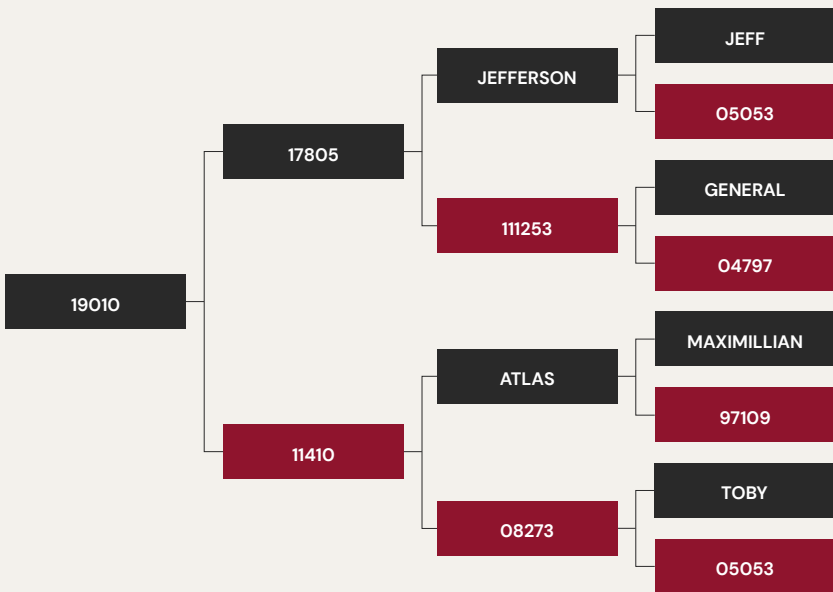 JEFF
JEFFERSON
05053
17805
GENERAL
111253
04797
19010
MAXIMILLIAN
ATLAS
97109
11410
TOBY
08273
05053